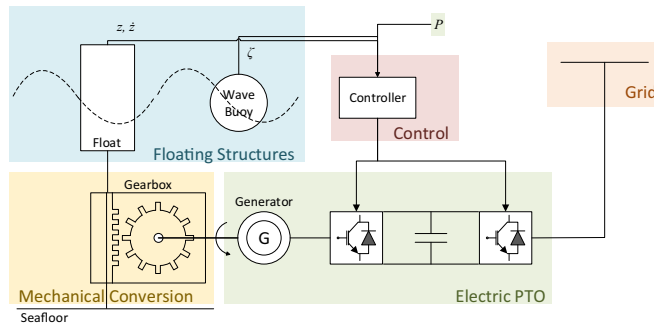 z, ż
P
ζ
Wave
Buoy
Controller
Grid
Float
Control
Floating Structures
Gearbox
Generator
G
Mechanical Conversion
Electric PTO
Seafloor